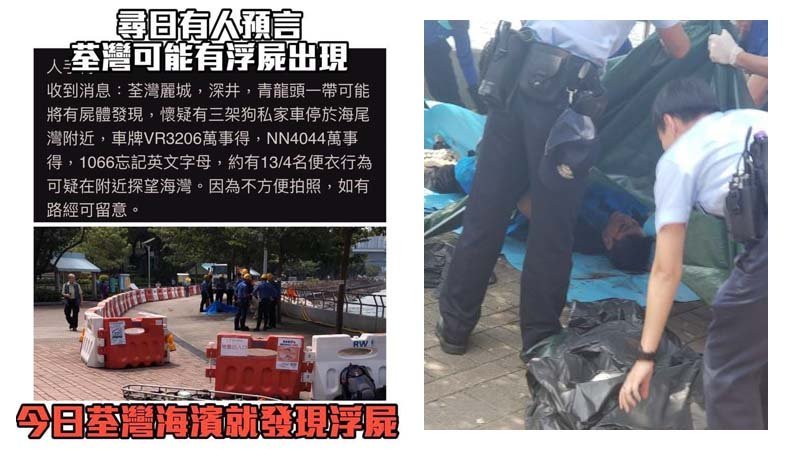 尋日有人預言
荃灣可能有浮屍出現
收到消息：荃灣麗城，深井，青龍頭一帶可能
將有屍體發現，懷疑有三架狗私家車停於海尾
灣附近，車牌VR3206萬事得，NN4044萬事
得，1066忘記英文字母，約有13/4名便衣行為
可疑在附近探望海灣。因為不方便拍照，如有
路經可留意。
RW
今日荃灣海濱就發現浮屍